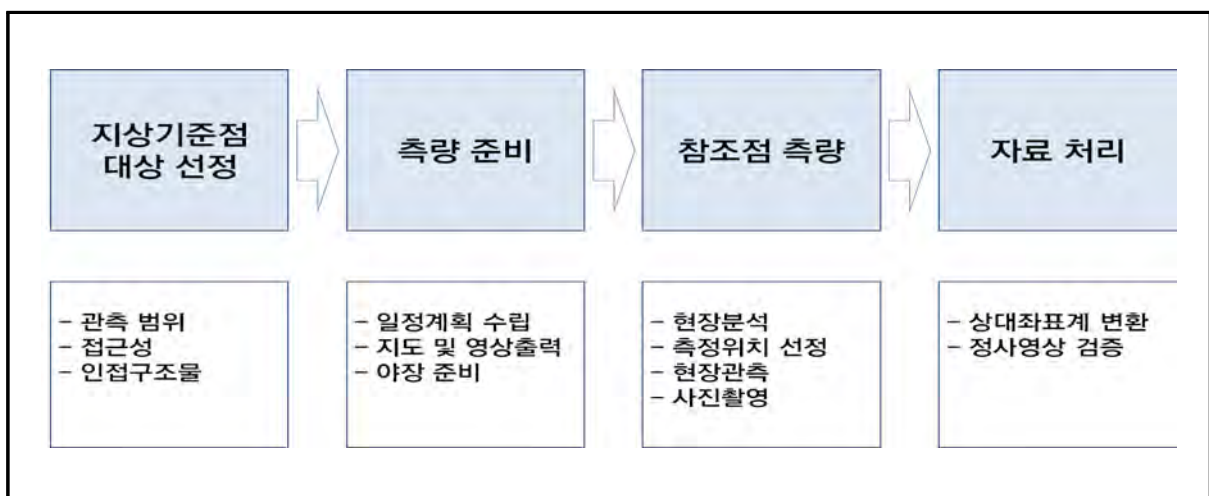 지상기준점
대상 선정
측량 준비
참조점 측량
자료 처리
- 관측 범위
- 접근성
- 인접구조물
- 일정계획 수립
- 지도 및 영상출력
- 야장 준비
- 현장분석
- 측정위치 선정
- 현장관측
- 사진촬영
- 상대좌표계 변환
- 정사영상 검증